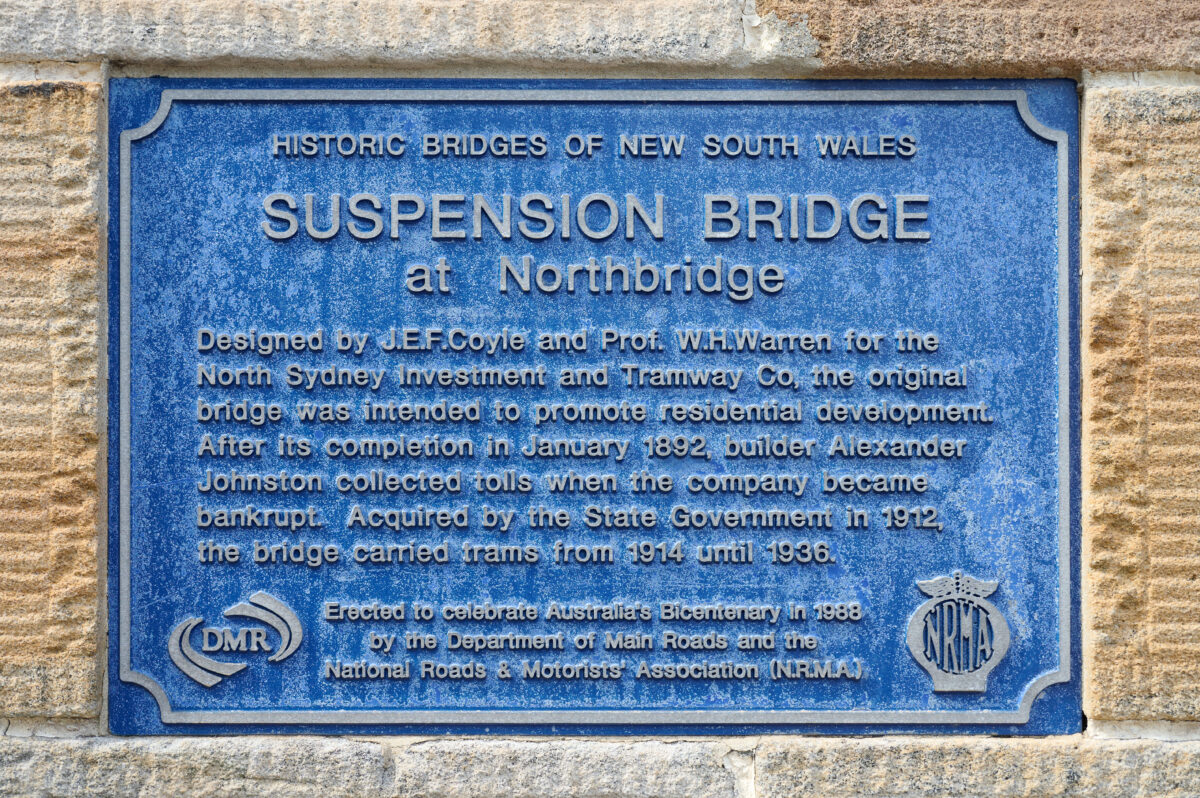 HISTORIC BRIDGES OF NEW SOUTH WALES
SUSPENSION BRIDGE
at Northbridge
Designed by J.E.F.Coyle and Prof. W.H.Warren for the
North Sydney Investment and Tramway Co, the original
bridge was intended to promote residential development.
After its completion in January 1892, builder Alexander
Johnston collected tolls when the company became
bankrupt. Acquired by the State Government in 1912,
the bridge carried trams from 1914 until 1936.
Erected to celebrate Australia's Bicentenary in 1988
by the Department of Main Roads and the
National Roads & Motorists' Association (N.R.M.A.)
DMR
NRMA